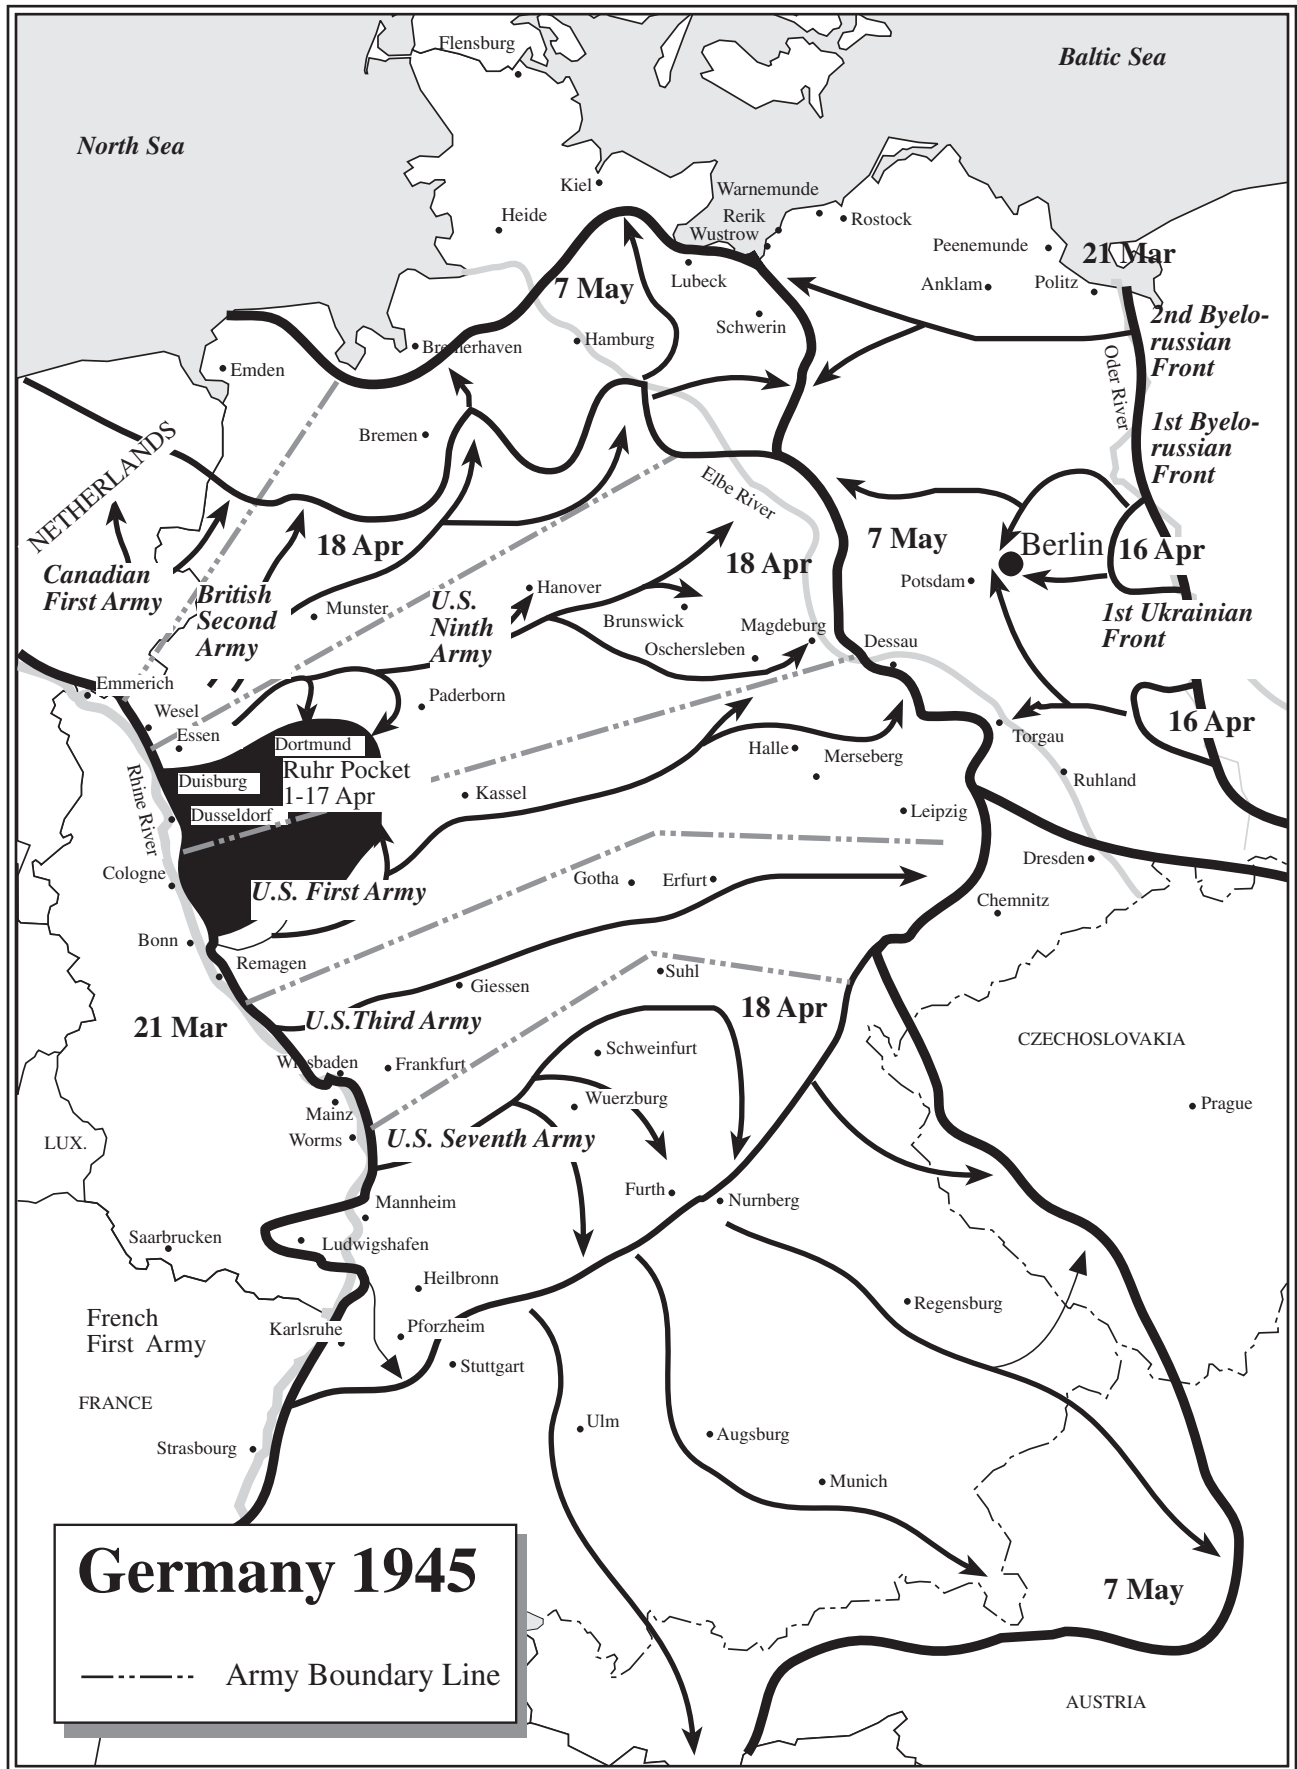 Flensburg
Baltic Sea
North Sea
Kiel
Warnemunde
Heide
Rerik
Rostock
Wustrow
Peenemunde
21 Mar
7 May
Lubeck
Anklam
Politz
2nd Byelo-
russian
Front
Schwerin
Hamburg
Bremerhaven
Emden
Oder River
1st Byelo-
russian
Front
Bremen
NETHERLANDS
Elbe River
18 Apr
7 May
Berlin
16 Apr
18 Apr
Canadian
First Army
British
Second
Army
Munster
U.S.
Ninth
Army
Hanover
Brunswick
Potsdam
1st Ukrainian
Front
Magdeburg
Oschersleben
Dessau
Emmerich
Wesel
Essen
Paderborn
16 Apr
Dortmund
Torgau
Halle
Merseberg
Ruhr Pocket
1-17 Apr
Duisburg
Ruhland
Rhine River
Dusseldorf
Kassel
Leipzig
Cologne
Dresden
U.S. First Army
Gotha
Erfurt
Chemnitz
Bonn
Remagen
Suhl
Giessen
18 Apr
21 Mar
U.S.Third Army
CZECHOSLOVAKIA
Schweinfurt
Wiesbaden
Frankfurt
Wuerzburg
Mainz
Prague
Worms
U.S. Seventh Army
LUX.
Furth
Nurnberg
Mannheim
Saarbrucken
Ludwigshafen
Heilbronn
Regensburg
French
First Army
Karlsruhe
Pforzheim
Stuttgart
FRANCE
Ulm
Augsburg
Strasbourg
Munich
Germany 1945
7 May
Army Boundary Line
AUSTRIA